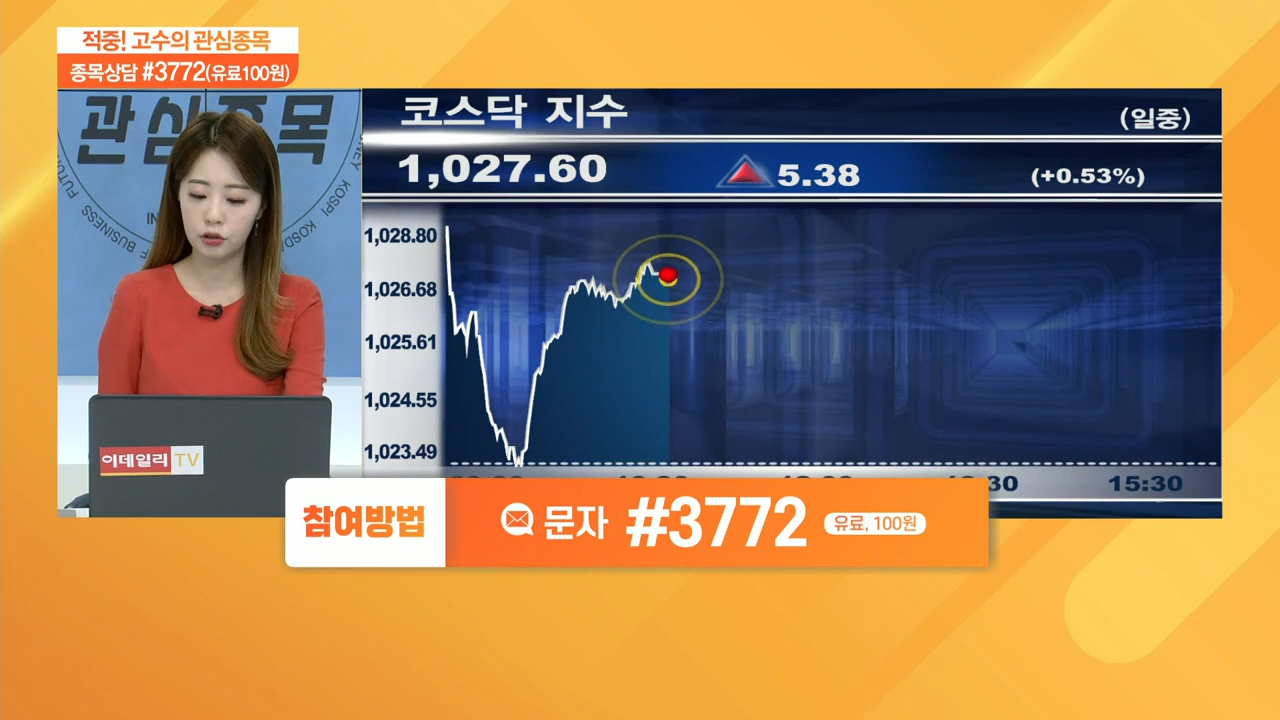 적중! 고수의 관심종목
종목상담 #3772(유료100원)
관심종목
BUSINESS
KOSPI
이데일리TV
코스닥 지수
(일중)
1,027.60
5.38
(+0.53%)
1,028.80
1,026.68
1,025.61
1,024.55
1,023.49
15:30
참여방법
문자 #3772 유료, 100원